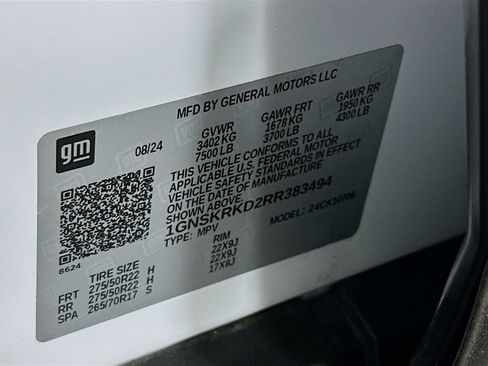 MFD BY GENERAL MOTORS LLC
gm
08/24 GVWR GAWR FRT GAWR RR
3402 KG 1678 KG 1950 KG
7500 LB 3700 LB 4300 LB
THIS VEHICLE CONFORMS TO ALL
APPLICABLE U.S. FEDERAL MOTOR
VEHICLE SAFETY STANDARDS IN EFFECT
ON THE DATE OF MANUFACTURE
SHOWN ABOVE
1GNSKRKD2RR383494
TYPE: MPV MODEL: 24CK10706
8624
TIRE SIZE RIM
FRT 275/50R22 H 22X9J
RR 275/50R22 H 22X9J
SPA 265/70R17 S 17X8J